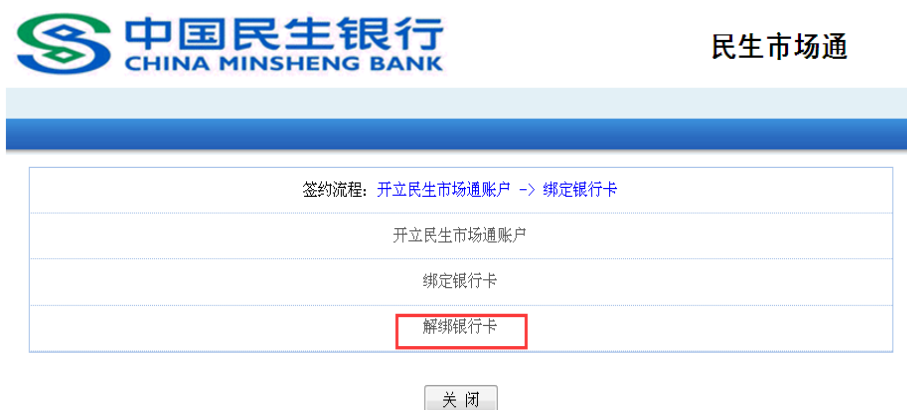 中国民生银行
CHINA MINSHENG BANK
民生市场通
签约流程：开立民生市场通账户 -> 绑定银行卡
开立民生市场通账户
绑定银行卡
解绑银行卡
关 闭